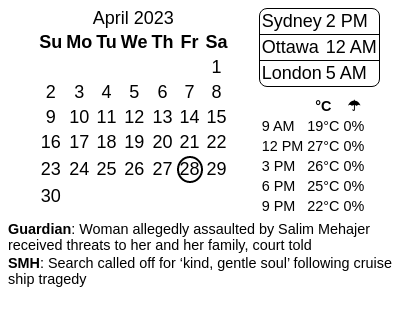 April 2023
Su Mo Tu We Th Fr Sa
1
2 3 4 5 6 7 8
9 10 11 12 13 14 15
16 17 18 19 20 21 22
23 24 25 26 27 28 29
30
Sydney 2 PM
Ottawa 12 AM
London 5 AM
°C ☂
9 AM 19°C 0%
12 PM 27°C 0%
3 PM 26°C 0%
6 PM 25°C 0%
9 PM 22°C 0%
Guardian: Woman allegedly assaulted by Salim Mehajer
received threats to her and her family, court told
SMH: Search called off for ‘kind, gentle soul’ following cruise
ship tragedy